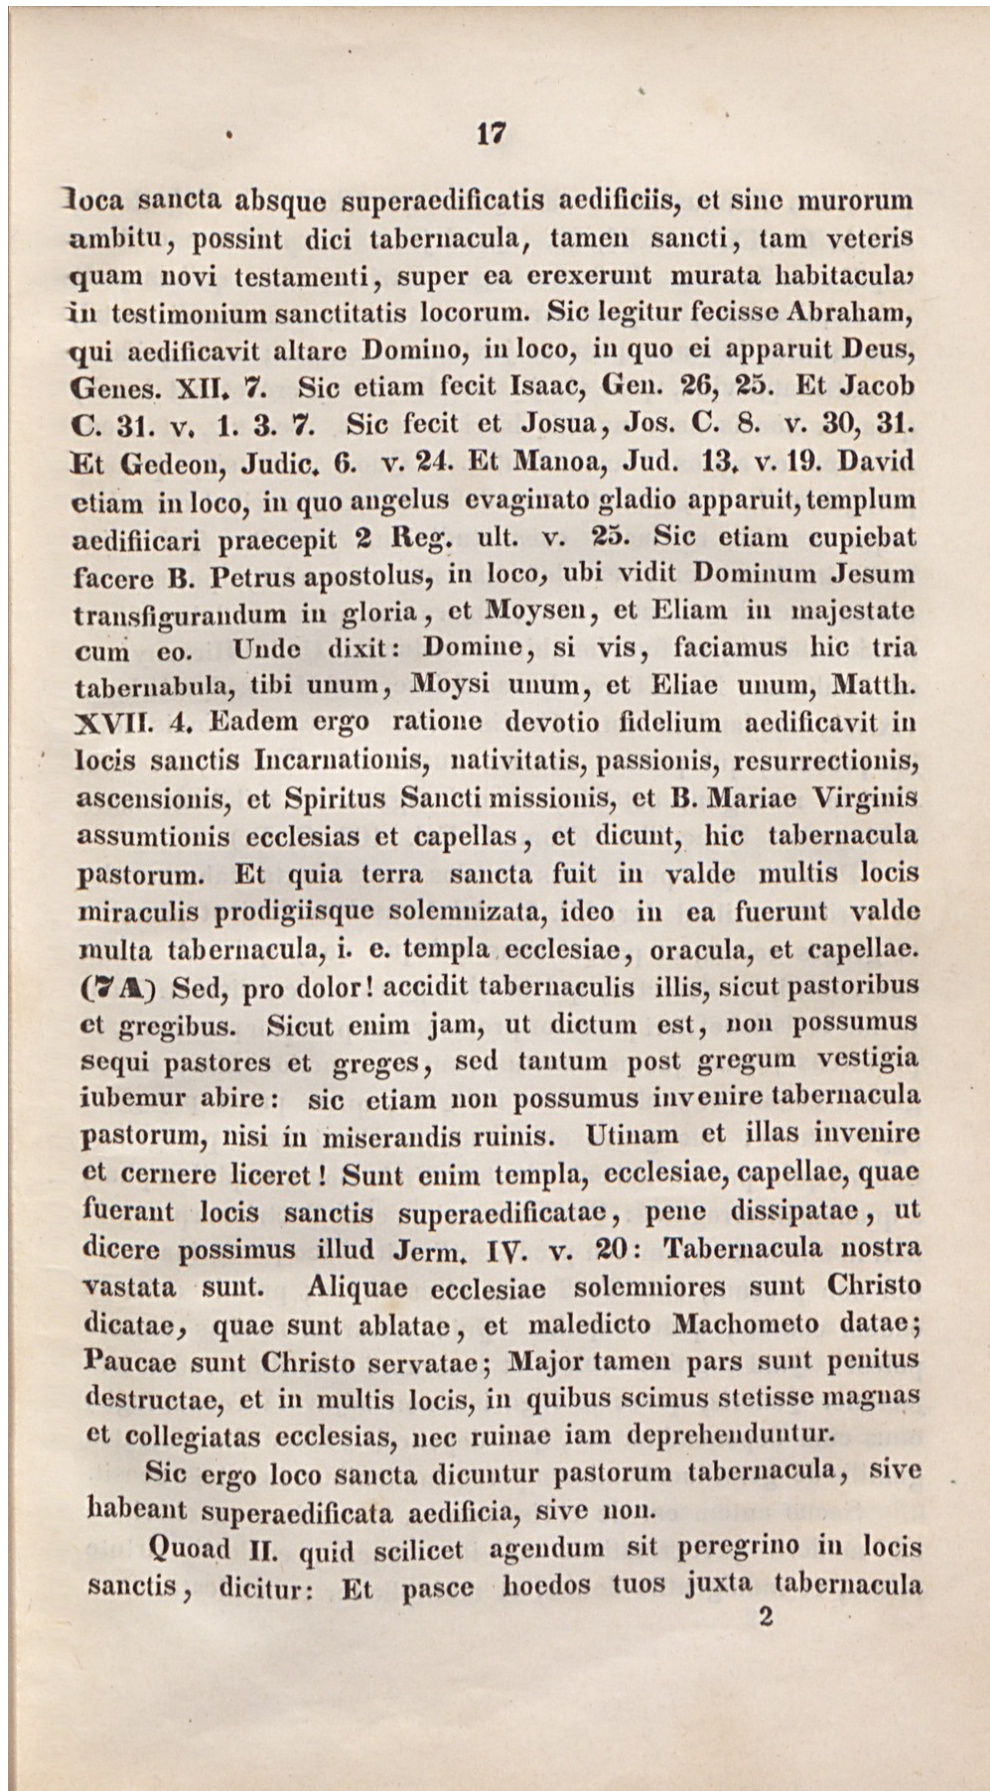 17
loca sancta absque superaedificatis aedificiis, et sine murorum
ambitu, possint dici tabernacula, tamen sancti, tam veteris
quam novi testamenti, super ea erexerunt murata habitacula,
in testimonium sanctitatis locorum. Sic legitur fecisse Abraham,
qui aedificavit altare Domino, in loco, in quo ei apparuit Deus,
Genes. XII. 7. Sic etiam fecit Isaac, Gen. 26, 25. Et Jacob
C. 31. v. 1. 3. 7. Sic fecit et Josua, Jos. C. 8. v. 30, 31.
Et Gedeon, Judic. 6. v. 24. Et Manoa, Jud. 13. v. 19. David
etiam in loco, in quo angelus evaginato gladio apparuit, templum
aedifiicari praecepit 2 Reg. ult. v. 25. Sic etiam cupiebat
facere B. Petrus apostolus, in loco, ubi vidit Dominum Jesum
transfigurandum in gloria, et Moysen, et Eliam in majestate
cum eo. Unde dixit: Domine, si vis, faciamus hic tria
tabernabula, tibi unum, Moysi unum, et Eliae unum, Matth.
XVII. 4. Eadem ergo ratione devotio fidelium aedificavit in
locis sanctis Incarnationis, nativitatis, passionis, resurrectionis,
ascensionis, et Spiritus Sancti missionis, et B. Mariae Virginis
assumtionis ecclesias et capellas, et dicunt, hic tabernacula
pastorum. Et quia terra sancta fuit in valde multis locis
miraculis prodigiisque solemnizata, ideo in ea fuerunt valde
multa tabernacula, i. e. templa ecclesiae, oracula, et capellae.
(7 A) Sed, pro dolor! accidit tabernaculis illis, sicut pastoribus
et gregibus. Sicut enim jam, ut dictum est, non possumus
sequi pastores et greges, sed tantum post gregum vestigia
iubemur abire: sic etiam non possumus invenire tabernacula
pastorum, nisi in miserandis ruinis. Utinam et illas invenire
et cernere liceret! Sunt enim templa, ecclesiae, capellae, quae
fuerant locis sanctis superaedificatae, pene dissipatae, ut
dicere possimus illud Jerm. IV. v. 20: Tabernacula nostra
vastata sunt. Aliquae ecclesiae solemniores sunt Christo
dicatae, quae sunt ablatae, et maledicto Machometo datae;
Paucae sunt Christo servatae; Major tamen pars sunt penitus
destructae, et in multis locis, in quibus scimus stetisse magnas
et collegiatas ecclesias, nec ruinae iam deprehenduntur.
Sic ergo loco sancta dicuntur pastorum tabernacula, sive
habeant superaedificata aedificia, sive non.
Quoad II. quid scilicet agendum sit peregrino in locis
sanctis, dicitur: Et pasce hoedos tuos juxta tabernacula
2